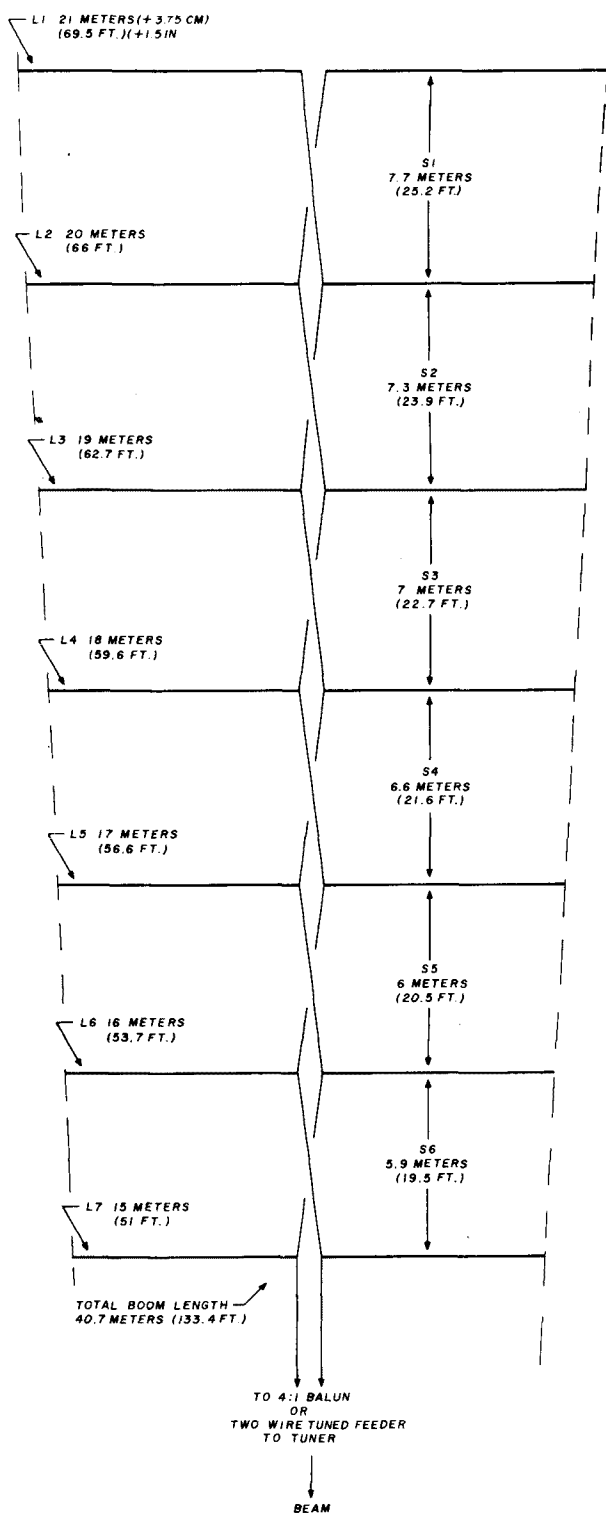 L1 21 METERS (+ 3.75 CM)
(69.5 FT.)(+1.5 IN
S1
7.7 METERS
(25.2 FT.)
L2 20 METERS
(66 FT.)
S2
7.3 METERS
(23.9 FT.)
L3 19 METERS
(62.7 FT.)
S3
7 METERS
(22.7 FT.)
L4 18 METERS
(59.6 FT.)
S4
6.6 METERS
(21.6 FT.)
L5 17 METERS
(56.6 FT.)
S5
6 METERS
(20.5 FT.)
L6 16 METERS
(53.7 FT.)
S6
5.9 METERS
(19.5 FT.)
L7 15 METERS
(51 FT.)
TOTAL BOOM LENGTH
40.7 METERS (133.4 FT.)
TO 4:1 BALUN
OR
TWO WIRE TUNED FEEDER
TO TUNER
BEAM